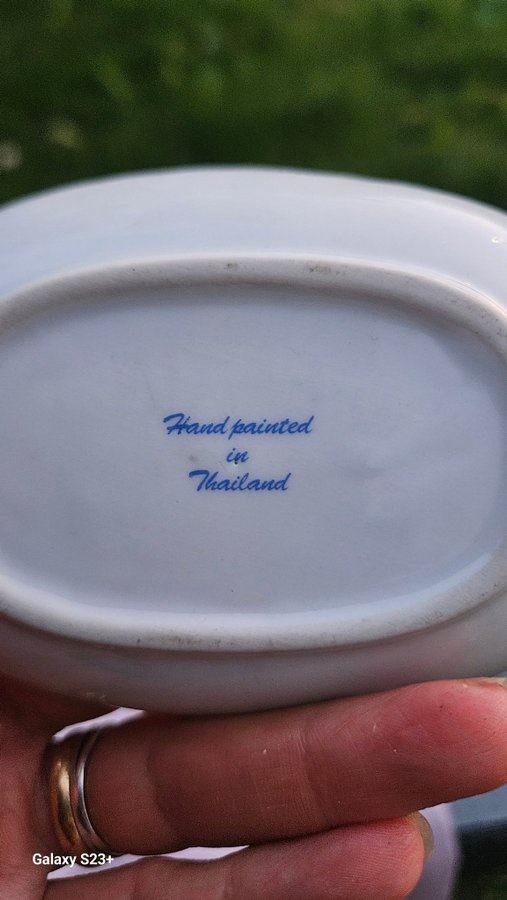 Hand painted
in
Thailand
Galaxy S23+